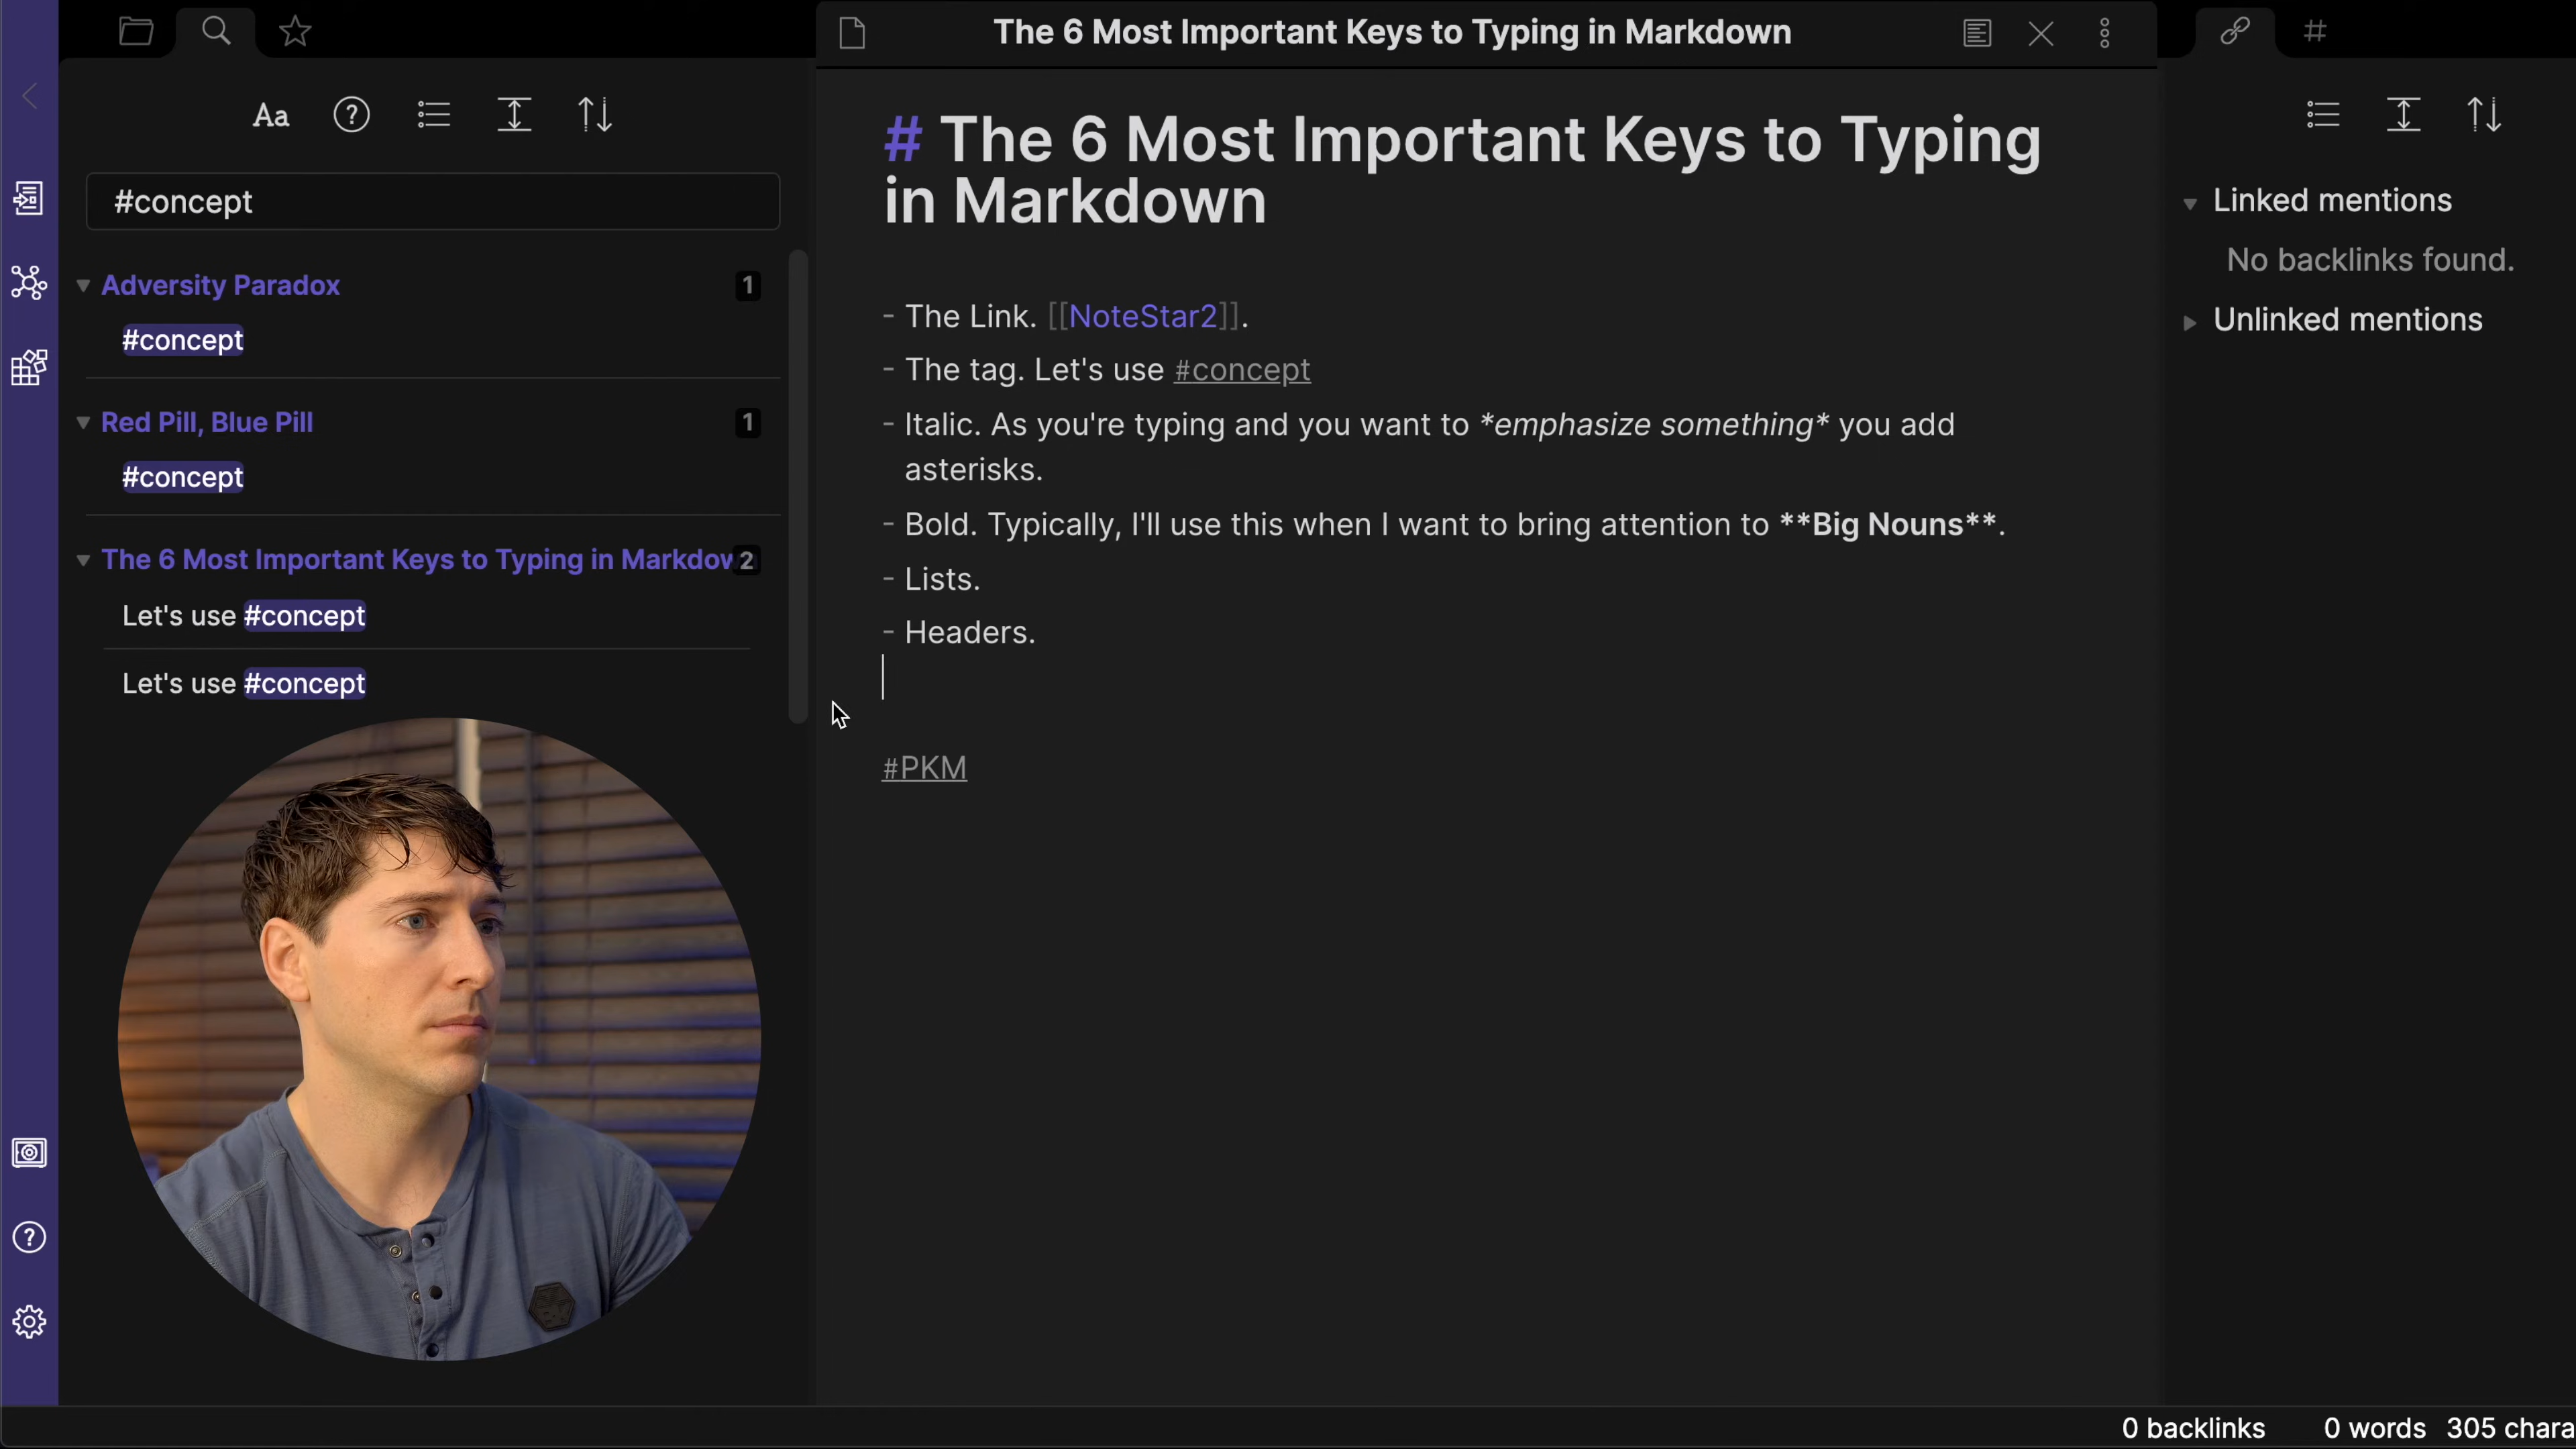 The 6 Most Important Keys to Typing in Markdown
Aa
#concept
Adversity Paradox 1
#concept
Red Pill, Blue Pill 1
#concept
The 6 Most Important Keys to Typing in Markdow 2
Let's use #concept
Let's use #concept
# The 6 Most Important Keys to Typing
in Markdown
- The Link. [[NoteStar2]].
- The tag. Let's use #concept
- Italic. As you're typing and you want to *emphasize something* you add
asterisks.
- Bold. Typically, I'll use this when I want to bring attention to **Big Nouns**.
- Lists.
- Headers.
#PKM
Linked mentions
No backlinks found.
Unlinked mentions
0 backlinks 0 words 305 chara